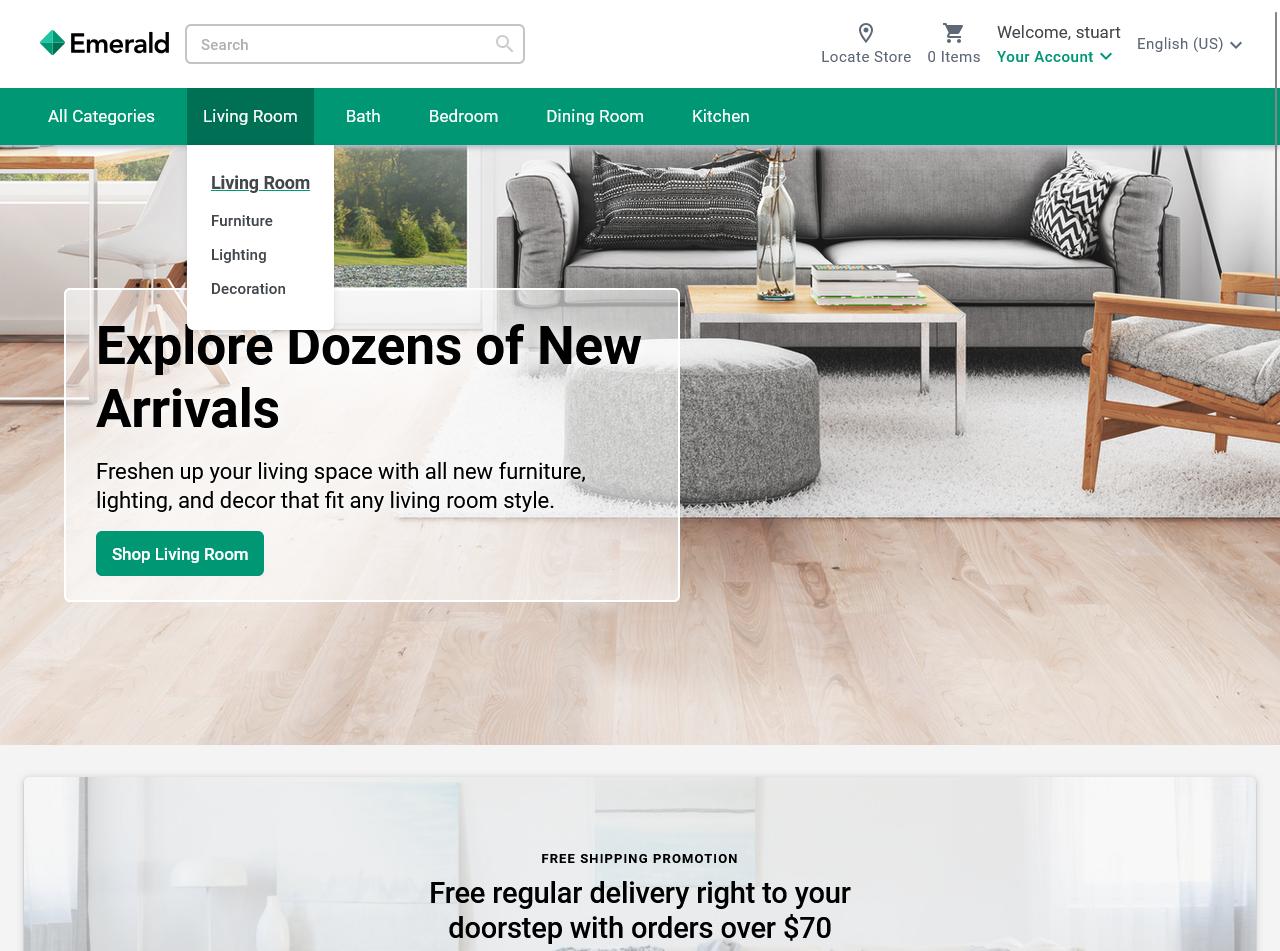 Emerald
Search
Locate Store
0 Items
Welcome, stuart
Your Account
English (US)
All Categories
Living Room
Bath
Bedroom
Dining Room
Kitchen
Living Room
Furniture
Lighting
Decoration
Explore Dozens of New
Arrivals
Freshen up your living space with all new furniture,
lighting, and decor that fit any living room style.
Shop Living Room
FREE SHIPPING PROMOTION
Free regular delivery right to your
doorstep with orders over $70